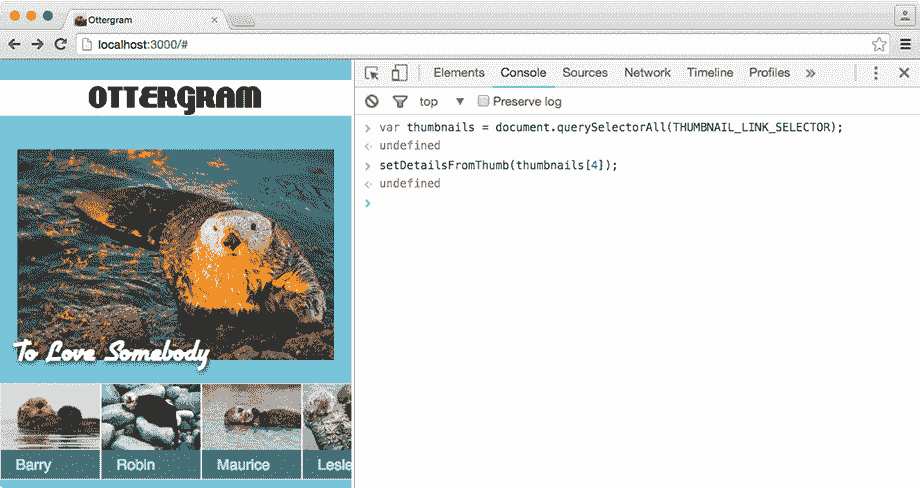 Ottergram
localhost:3000/#
OTTERGRAM
To Love Somebody
Barry
Robin
Maurice
Lesle
Elements Console Sources Network Timeline Profiles »
top Preserve log
var thumbnails = document.querySelectorAll(THUMBNAIL_LINK_SELECTOR);
undefined
setDetailsFromThumb(thumbnails[4]);
undefined